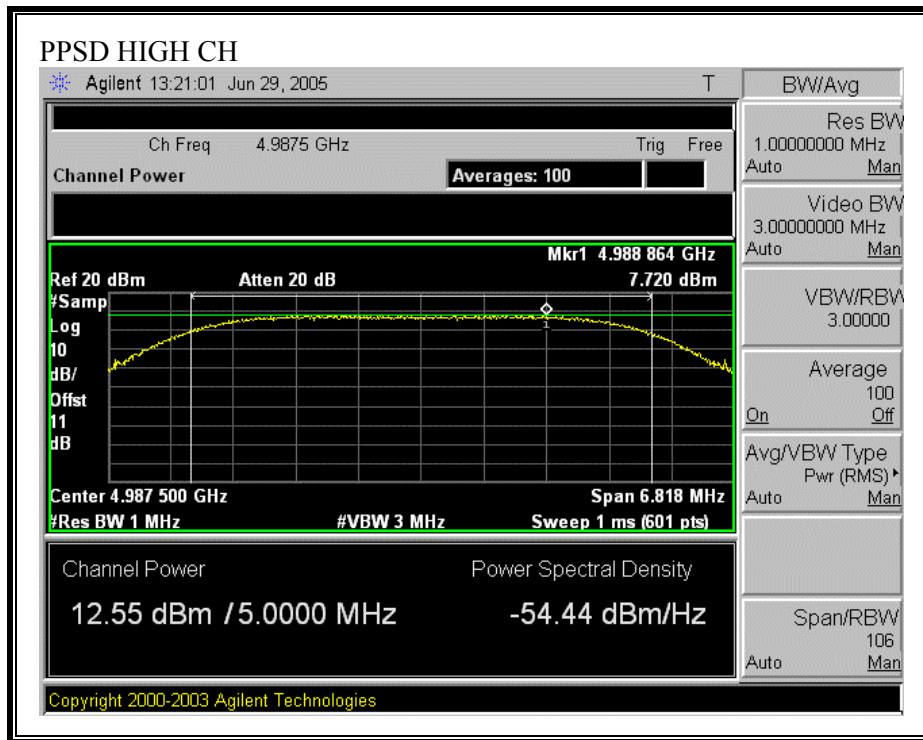 PPSD HIGH CH
Agilent 13:21:01 Jun 29, 2005 T
Ch Freq 4.9875 GHz Trig Free
Channel Power Averages: 100
Mkr1 4.988 864 GHz
Ref 20 dBm Atten 20 dB 7.720 dBm
#Samp
Log
10
dB/
Offst
11
dB
1
Center 4.987 500 GHz Span 6.818 MHz
#Res BW 1 MHz #VBW 3 MHz Sweep 1 ms (601 pts)
Channel Power Power Spectral Density
12.55 dBm / 5.0000 MHz -54.44 dBm/Hz
Copyright 2000-2003 Agilent Technologies
BW/Avg
Res BW
1.00000000 MHz
Auto Man
Video BW
3.00000000 MHz
Auto Man
VBW/RBW
3.00000
Average
100
On Off
Avg/VBW Type
Pwr (RMS)
Auto Man
Span/RBW
106
Auto Man